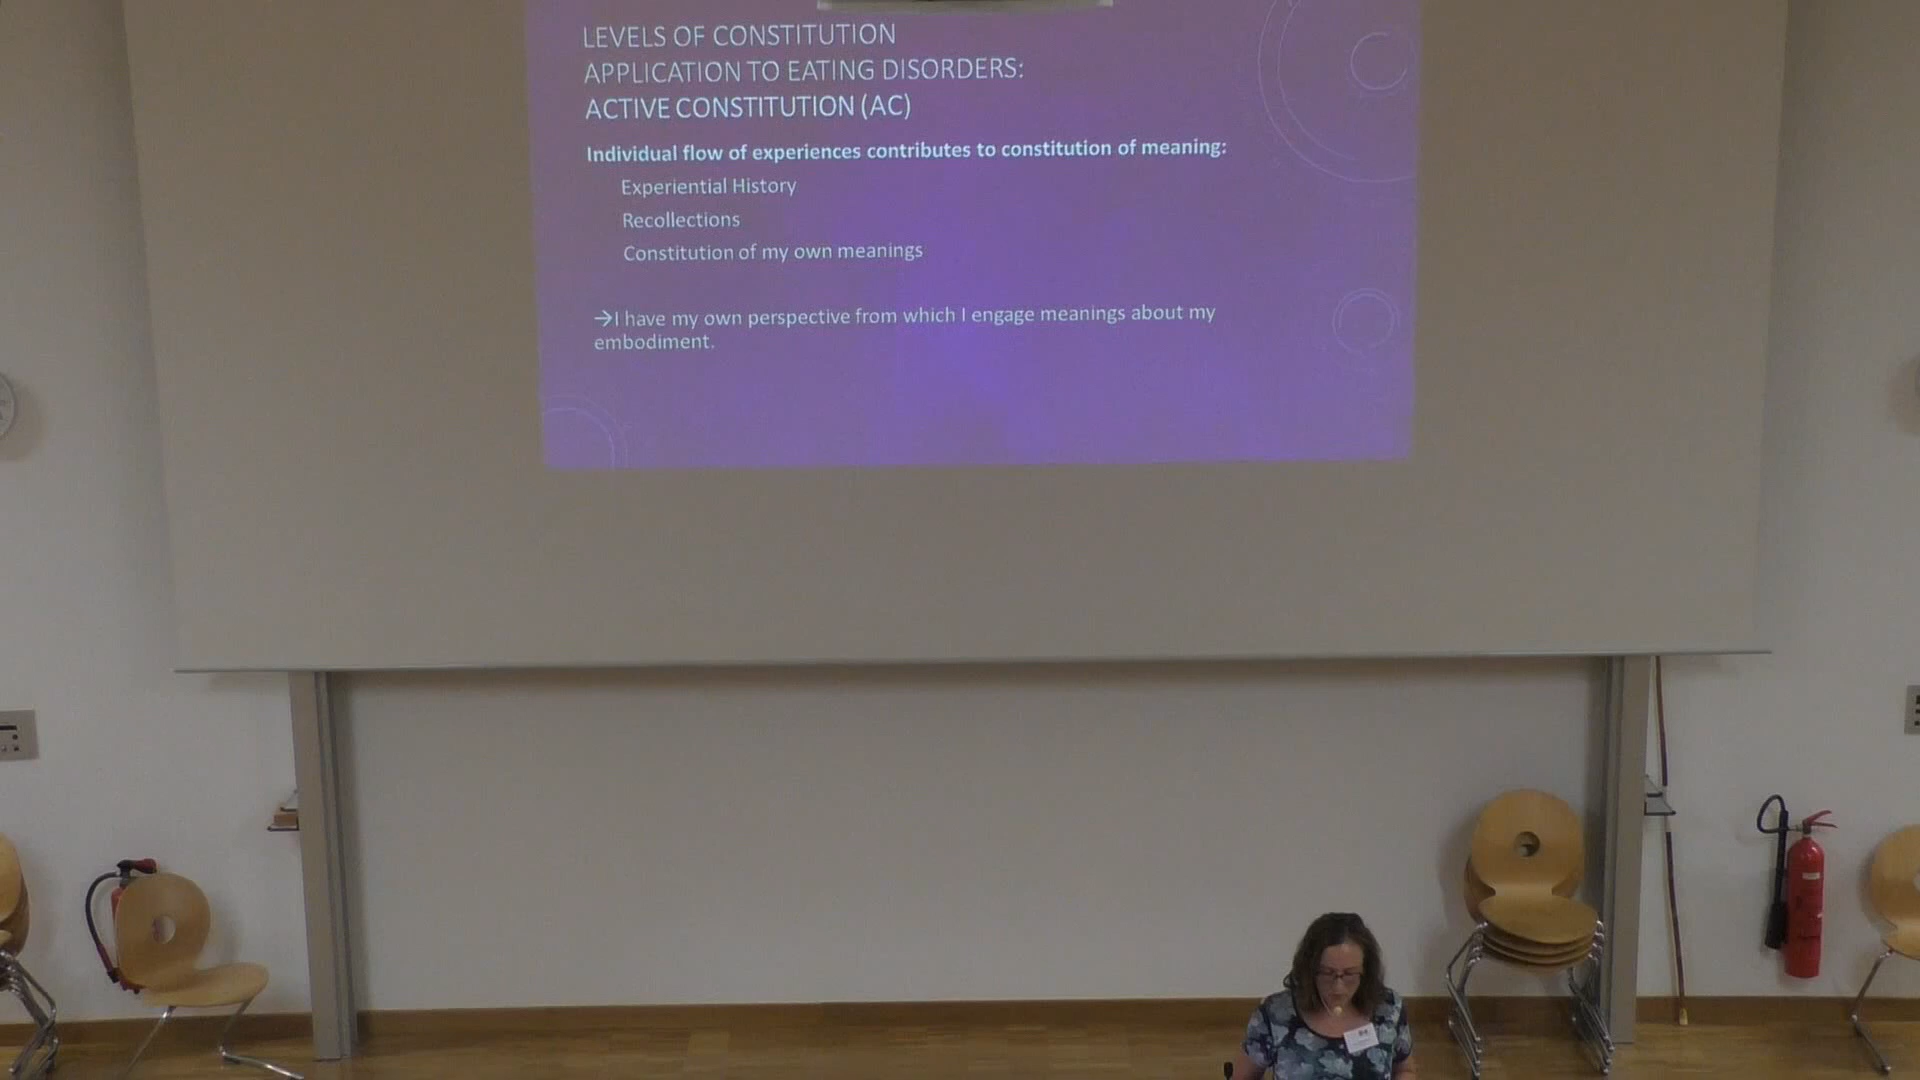 LEVELS OF CONSTITUTION
APPLICATION TO EATING DISORDERS:
ACTIVE CONSTITUTION (AC)
Individual flow of experiences contributes to constitution of meaning:
Experiential History
Recollections
Constitution of my own meanings
→I have my own perspective from which I engage meanings about my
embodiment.